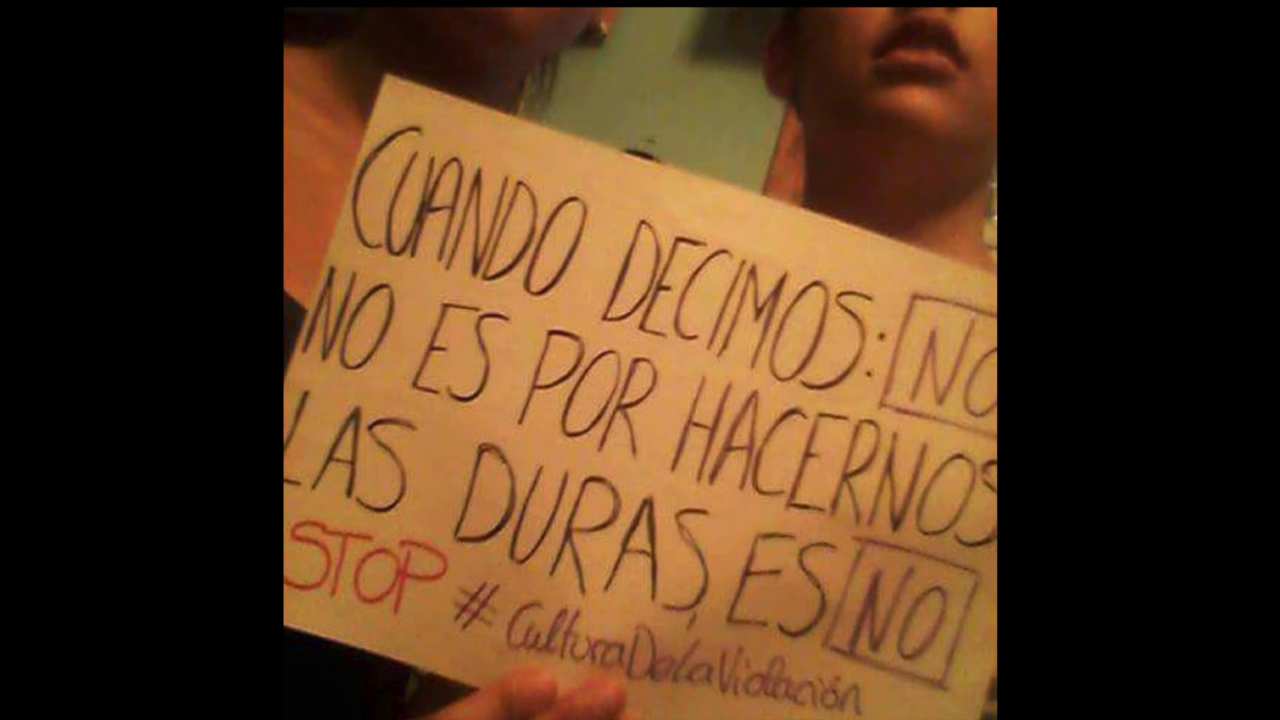 CUANDO DECIMOS: NO
NO ES POR HACERNOS
LAS DURAS, ES NO
STOP #CulturaDeLaViolación